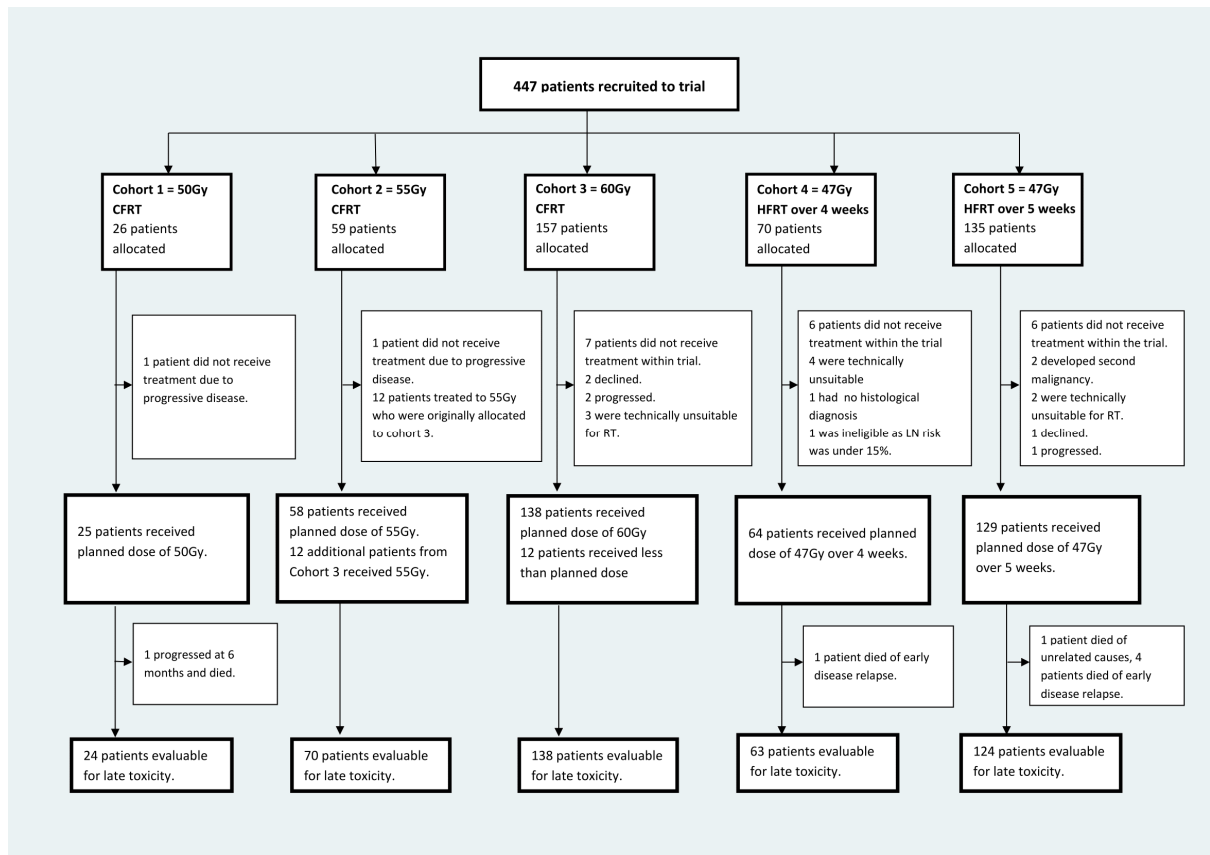 447 patients recruited to trial
Cohort 1 = 50Gy
CFRT
26 patients
allocated
Cohort 2 = 55Gy
CFRT
59 patients
allocated
Cohort 3 = 60Gy
CFRT
157 patients
allocated
Cohort 4 = 47Gy
HFRT over 4 weeks
70 patients
allocated
Cohort 5 = 47Gy
HFRT over 5 weeks
135 patients
allocated
1 patient did not receive
treatment due to
progressive disease.
1 patient did not receive
treatment due to progressive
disease.
12 patients treated to 55Gy
who were originally allocated
to cohort 3.
7 patients did not receive
treatment within trial.
2 declined.
2 progressed.
3 were technically unsuitable
for RT.
6 patients did not receive
treatment within the trial
4 were technically
unsuitable
1 had no histological
diagnosis
1 was ineligible as LN risk
was under 15%.
6 patients did not receive
treatment within the trial.
2 developed second
malignancy.
2 were technically
unsuitable for RT.
1 declined.
1 progressed.
25 patients received
planned dose of 50Gy.
58 patients received
planned dose of 55Gy.
12 additional patients from
Cohort 3 received 55Gy.
138 patients received
planned dose of 60Gy
12 patients received less
than planned dose
64 patients received planned
dose of 47Gy over 4 weeks.
129 patients received
planned dose of 47Gy
over 5 weeks.
1 progressed at 6
months and died.
1 patient died of early
disease relapse.
1 patient died of
unrelated causes, 4
patients died of early
disease relapse.
24 patients evaluable
for late toxicity.
70 patients evaluable
for late toxicity.
138 patients evaluable
for late toxicity.
63 patients evaluable
for late toxicity.
124 patients evaluable
for late toxicity.